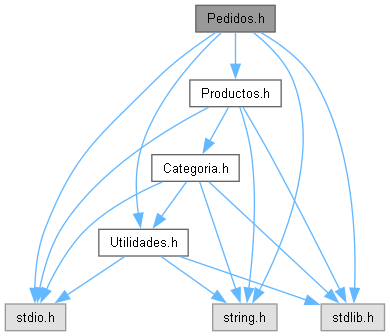 Pedidos.h
Productos.h
Categoria.h
Utilidades.h
stdio.h
string.h
stdlib.h